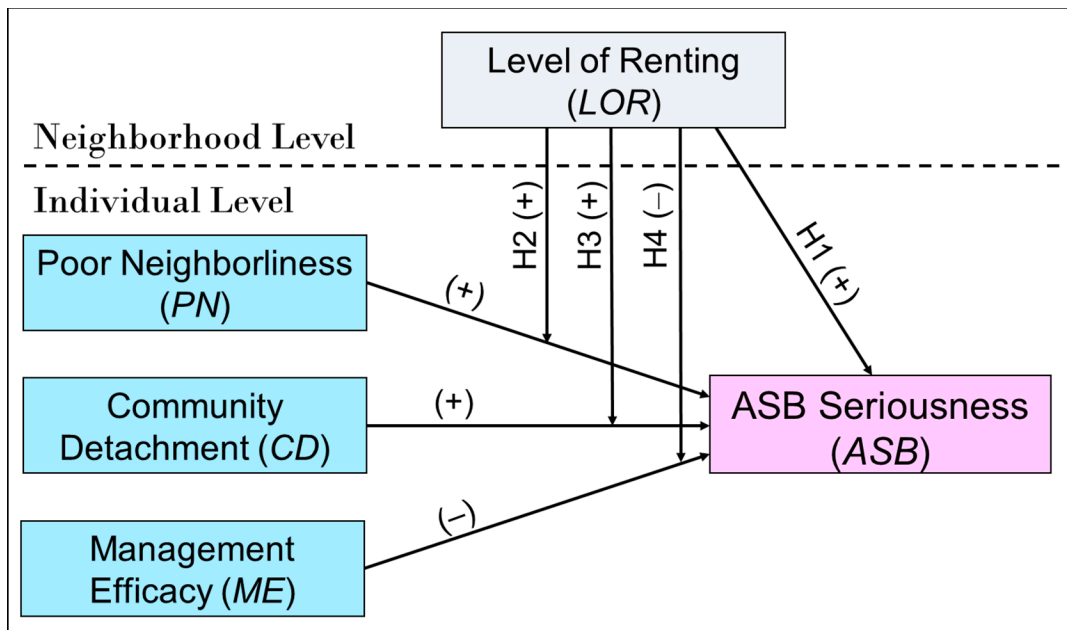 Level of Renting
(LOR)
Neighborhood Level
Individual Level
H2 (+)
H3 (+)
H4 (–)
H1 (+)
Poor Neighborliness
(PN)
(+)
Community
Detachment (CD)
(+)
ASB Seriousness
(ASB)
Management
Efficacy (ME)
(–)